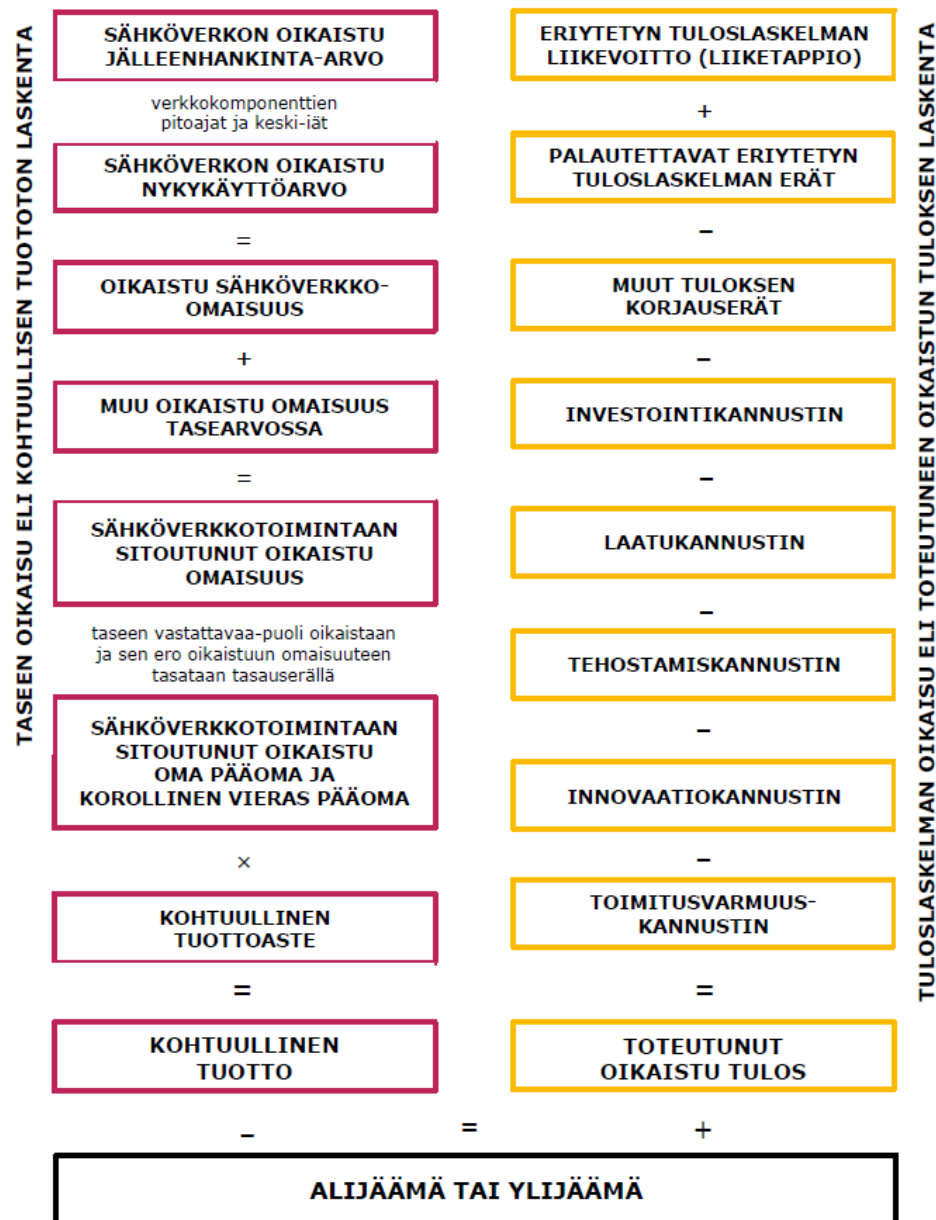 TASEEN OIKAISU ELI KOHTUULLISEN TUOTOTON LASKENTA
SÄHKÖVERKON OIKAISTU
JÄLLEENHANKINTA-ARVO
verkkokomponenttien
pitoajat ja keski-iät
SÄHKÖVERKON OIKAISTU
NYKYKÄYTTÖARVO
=
OIKAISTU SÄHKÖVERKKO-
OMAISUUS
+
MUU OIKAISTU OMAISUUS
TASEARVOSSA
=
SÄHKÖVERKKOTOIMINTAAN
SITOUTUNUT OIKAISTU
OMAISUUS
taseen vastattavaa-puoli oikaistaan
ja sen ero oikaistuun omaisuuteen
tasataan tasauserällä
SÄHKÖVERKKOTOIMINTAAN
SITOUTUNUT OIKAISTU
OMA PÄÄOMA JA
KOROLLINEN VIERAS PÄÄOMA
×
KOHTUULLINEN
TUOTTOASTE
=
KOHTUULLINEN
TUOTTO
ERIYTETYN TULOSLASKELMAN
LIIKEVOITTO (LIIKETAPPIO)
+
PALAUTETTAVAT ERIYTETYN
TULOSLASKELMAN ERÄT
–
MUUT TULOKSEN
KORJAUSERÄT
–
INVESTOINTIKANNUSTIN
–
LAATUKANNUSTIN
–
TEHOSTAMISKANNUSTIN
–
INNOVAATIOKANNUSTIN
–
TOIMITUSVARMUUS-
KANNUSTIN
=
TOTEUTUNUT
OIKAISTU TULOS
TULOSLASKELMAN OIKAISU ELI TOTEUTUNEEN OIKAISTUN TULOKSEN LASKENTA
– = +
ALIJÄÄMÄ TAI YLIJÄÄMÄ